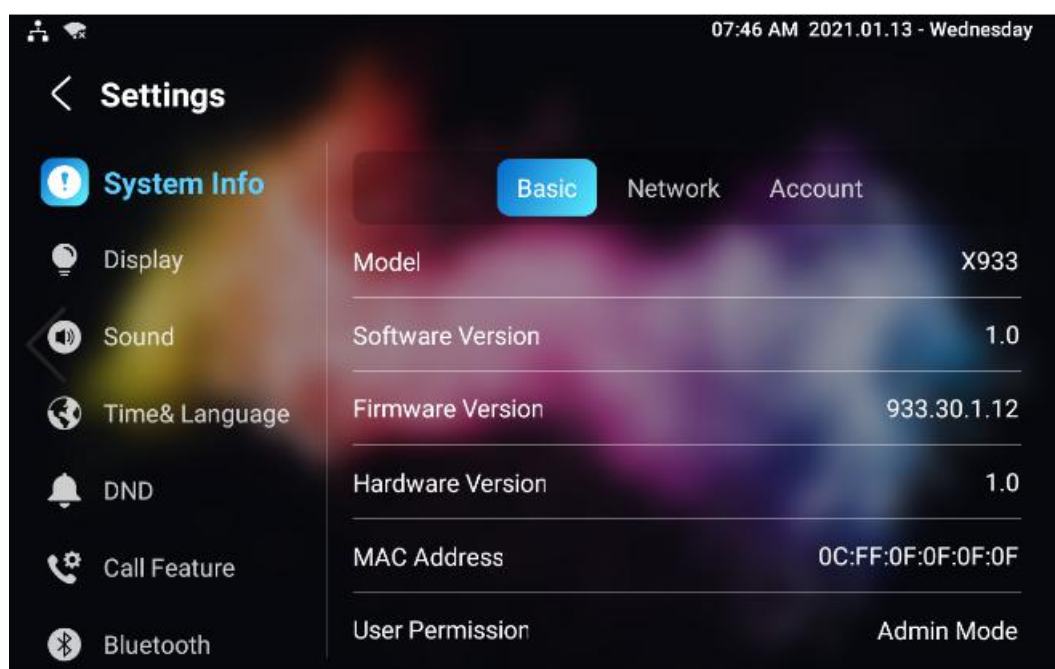 07:46 AM 2021.01.13 - Wednesday
Settings
System Info
Display
Sound
Time& Language
DND
Call Feature
Bluetooth
Basic Network Account
Model X933
Software Version 1.0
Firmware Version 933.30.1.12
Hardware Version 1.0
MAC Address 0C:FF:0F:0F:0F:0F
User Permission Admin Mode